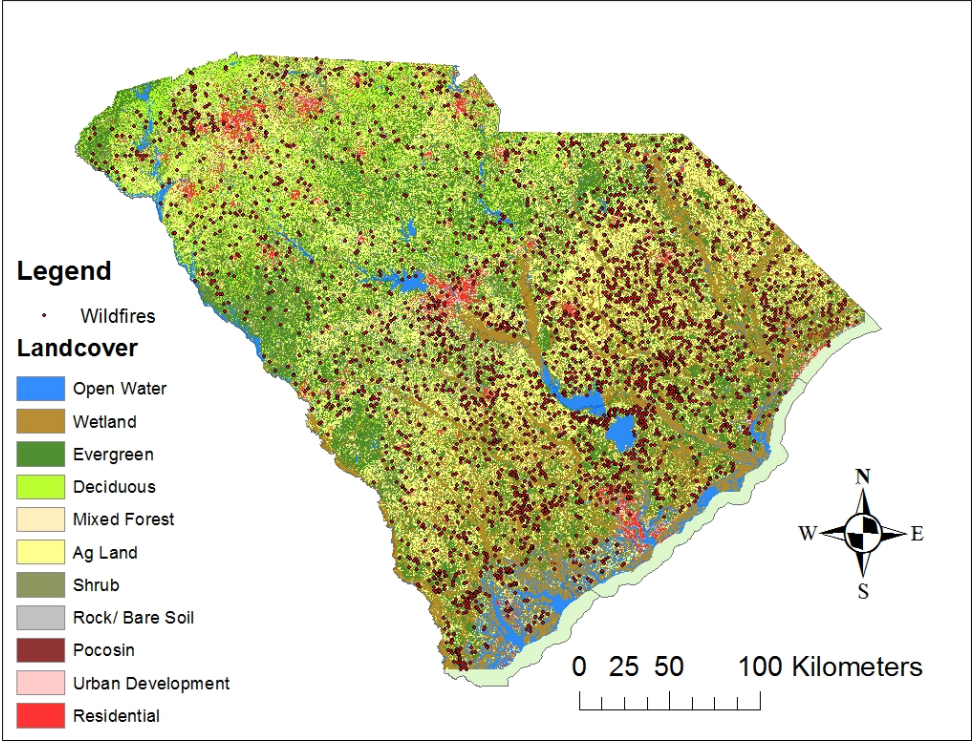 Legend
Wildfires
Landcover
Open Water
Wetland
Evergreen
Deciduous
Mixed Forest
Ag Land
Shrub
Rock/ Bare Soil
Pocosin
Urban Development
Residential
N
W E
S
0 25 50 100 Kilometers